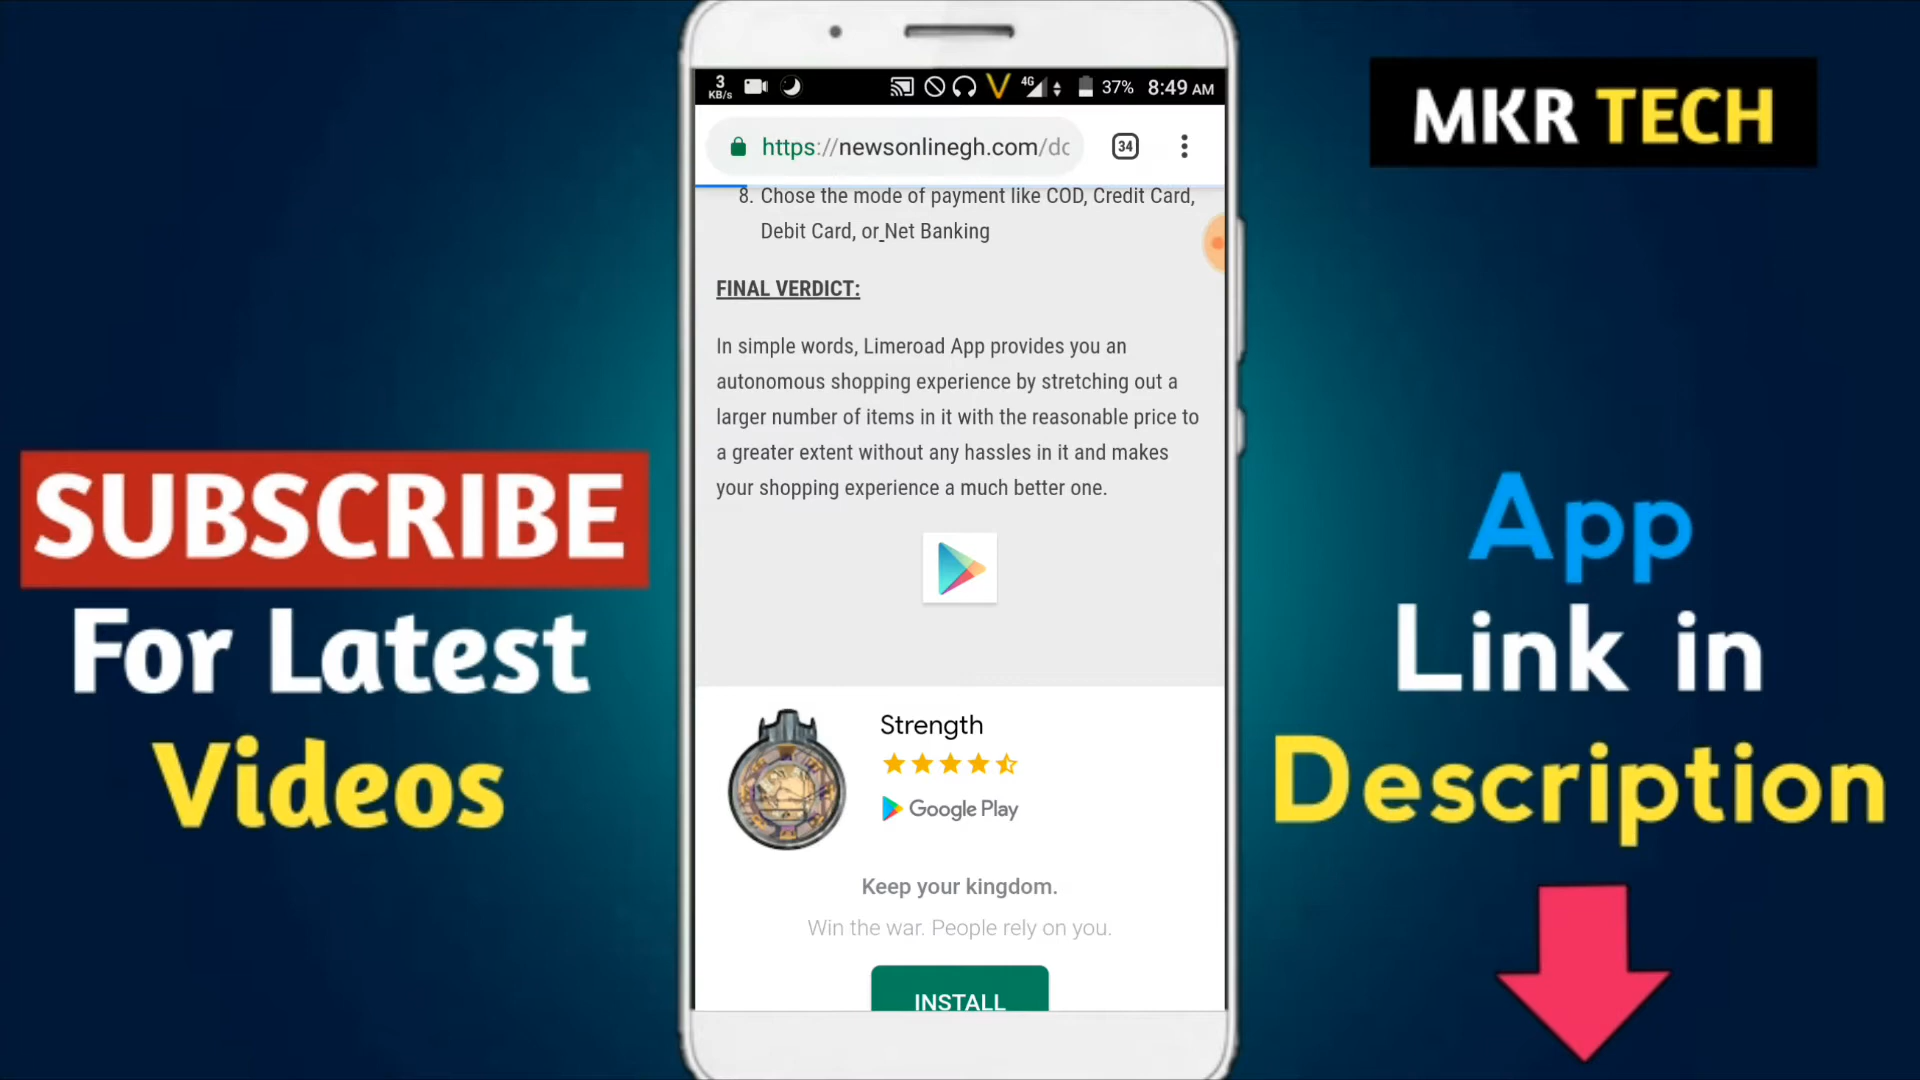 3
KB/s
4G
37%
8:49 AM
https://newsonlinegh.com/dc
34
8. Chose the mode of payment like COD, Credit Card,
Debit Card, or Net Banking
FINAL VERDICT:
In simple words, Limeroad App provides you an
autonomous shopping experience by stretching out a
larger number of items in it with the reasonable price to
a greater extent without any hassles in it and makes
your shopping experience a much better one.
Strength
Google Play
Keep your kingdom.
Win the war. People rely on you.
INSTALL
SUBSCRIBE
For Latest
Videos
MKR TECH
App
Link in
Description